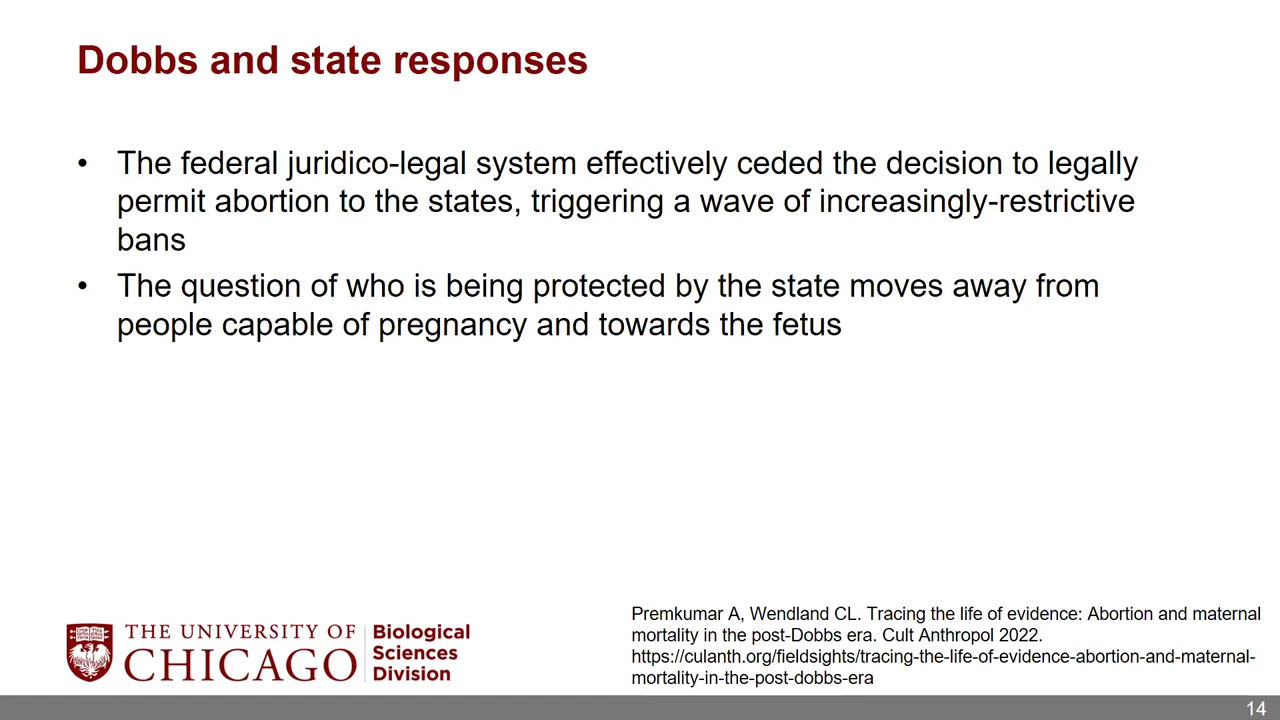 Dobbs and state responses
• The federal juridico-legal system effectively ceded the decision to legally
permit abortion to the states, triggering a wave of increasingly-restrictive
bans
• The question of who is being protected by the state moves away from
people capable of pregnancy and towards the fetus
THE UNIVERSITY OF
CHICAGO
Biological
Sciences
Division
Premkumar A, Wendland CL. Tracing the life of evidence: Abortion and maternal
mortality in the post-Dobbs era. Cult Anthropol 2022.
https://culanth.org/fieldsights/tracing-the-life-of-evidence-abortion-and-maternal-
mortality-in-the-post-dobbs-era
14